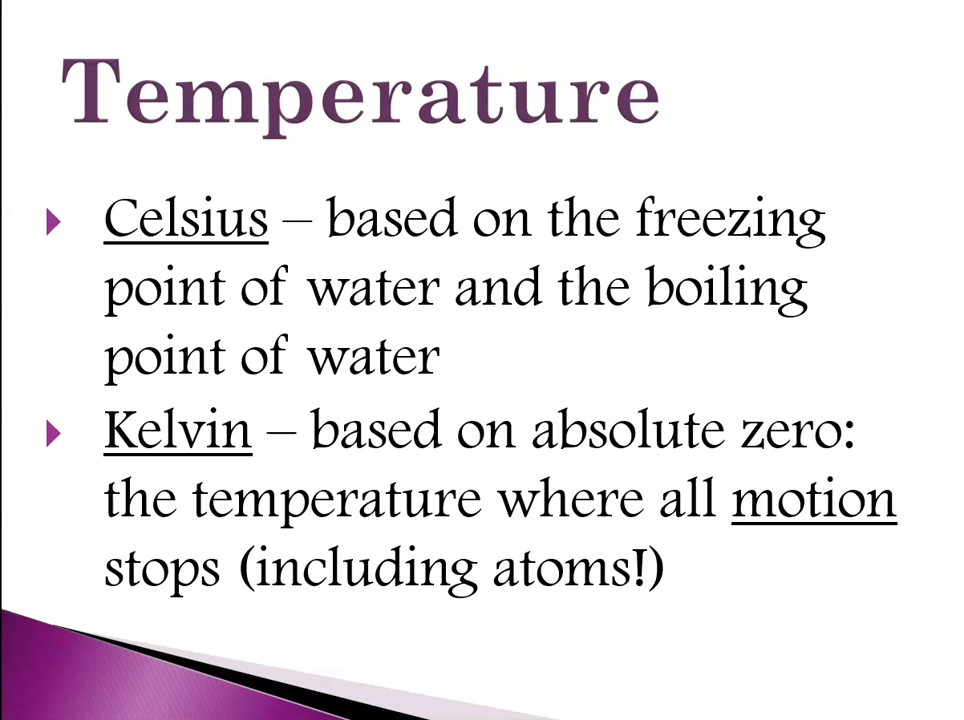 Temperature
Celsius – based on the freezing
point of water and the boiling
point of water
Kelvin – based on absolute zero:
the temperature where all motion
stops (including atoms!)